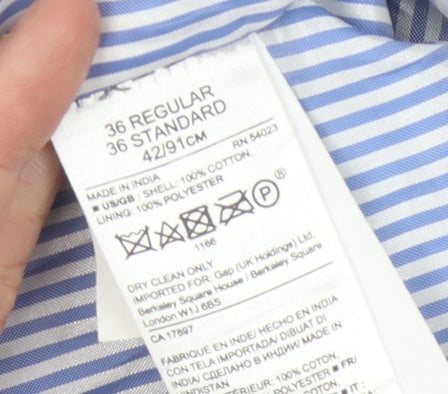 36 REGULAR
36 STANDARD
42/91CM
RN 54023
MADE IN INDIA
■ US/GB : SHELL: 100% COTTON,
LINING: 100% POLYESTER
P ®
1166
DRY CLEAN ONLY
IMPORTED FOR: Gap (UK Holdings) Ltd.
Berkeley Square House / Berkeley Square.
London W1J 6BS
CA 17897
FABRIQUE EN INDE/ HECHO EN INDIA
CON TELA IMPORTADA/ DIBUAT DI
INDIA/ СДЕЛАНО В ИНДИИ/ MADE IN
100% COTON,
POLYESTER ■ FR/